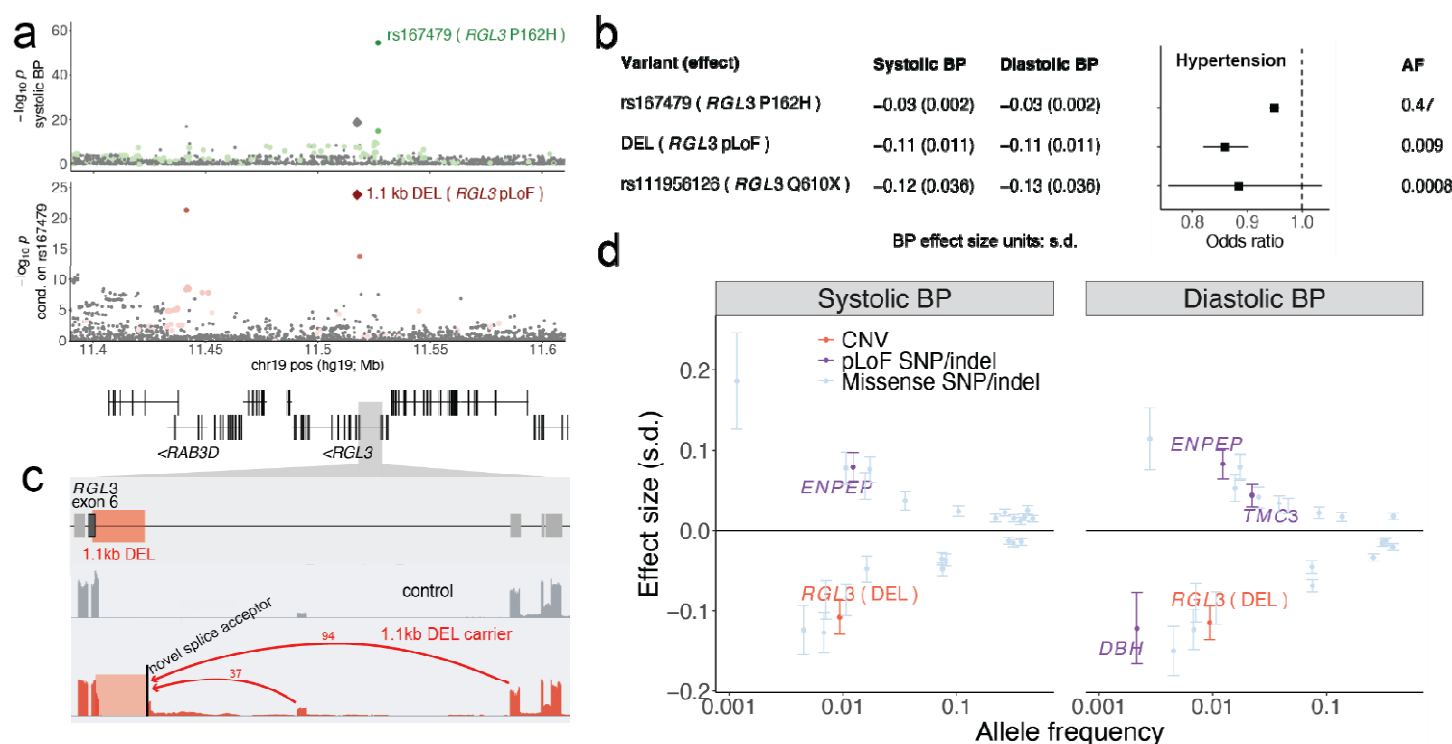 a
60
40
20
0
−log10 p
systolic BP
rs167479 ( RGL3 P162H)
25
20
15
10
5
0
−log10 p
cond. on rs167479
1.1 kb DEL ( RGL3 pLoF)
11.4 11.45 11.5 11.55 11.6
chr19 pos (hg19; Mb)
<RAB3D <RGL3
b
Variant (effect) Systolic BP Diastolic BP Hypertension AF
rs167479 ( RGL3 P162H) −0.03 (0.002) −0.03 (0.002) 0.47
DEL ( RGL3 pLoF) −0.11 (0.011) −0.11 (0.011) 0.009
rs111956126 ( RGL3 Q610X) −0.12 (0.036) −0.13 (0.036) 0.0008
0.8 0.9 1.0
Odds ratio
BP effect size units: s.d.
c
RGL3
exon 6
1.1kb DEL
control
novel splice acceptor
1.1kb DEL carrier
94
37
d
Systolic BP Diastolic BP
CNV
pLoF SNP/indel
Missense SNP/indel
Effect size (s.d.)
0.2
0.1
0.0
−0.1
−0.2
ENPEP
RGL3 (DEL)
ENPEP
TMC3
RGL3 (DEL)
DBH
0.001 0.01 0.1 0.001 0.01 0.1
Allele frequency